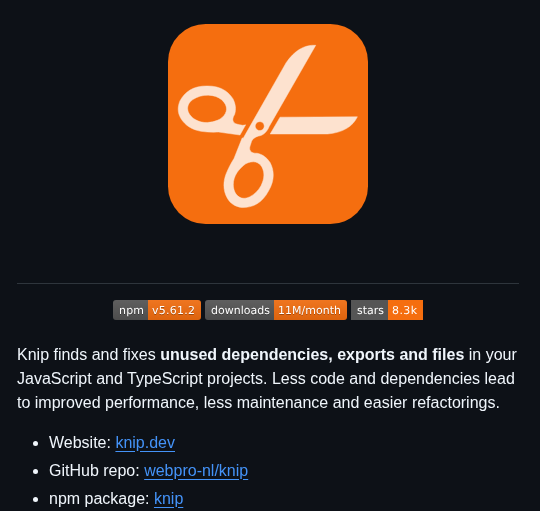 npm v5.61.2 downloads 11M/month stars 8.3k
Knip finds and fixes unused dependencies, exports and files in your
JavaScript and TypeScript projects. Less code and dependencies lead
to improved performance, less maintenance and easier refactorings.
• Website: knip.dev
• GitHub repo: webpro-nl/knip
• npm package: knip